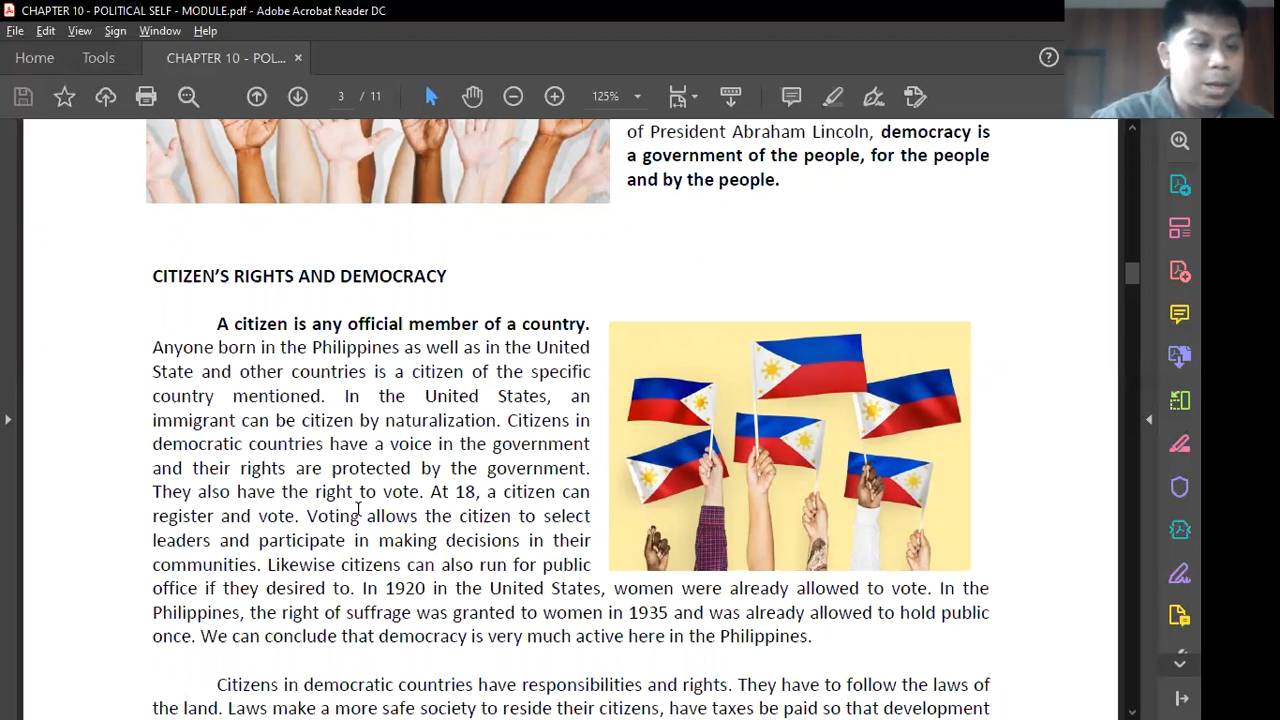 CHAPTER 10 - POLITICAL SELF - MODULE.pdf - Adobe Acrobat Reader DC
File Edit View Sign Window Help
Home Tools CHAPTER 10 - POL... ×
3 / 11 125%
of President Abraham Lincoln, democracy is
a government of the people, for the people
and by the people.
CITIZEN'S RIGHTS AND DEMOCRACY
A citizen is any official member of a country.
Anyone born in the Philippines as well as in the United
State and other countries is a citizen of the specific
country mentioned. In the United States, an
immigrant can be citizen by naturalization. Citizens in
democratic countries have a voice in the government
and their rights are protected by the government.
They also have the right to vote. At 18, a citizen can
register and vote. Voting allows the citizen to select
leaders and participate in making decisions in their
communities. Likewise citizens can also run for public
office if they desired to. In 1920 in the United States, women were already allowed to vote. In the
Philippines, the right of suffrage was granted to women in 1935 and was already allowed to hold public
once. We can conclude that democracy is very much active here in the Philippines.
Citizens in democratic countries have responsibilities and rights. They have to follow the laws of
the land. Laws make a more safe society to reside their citizens, have taxes be paid so that development